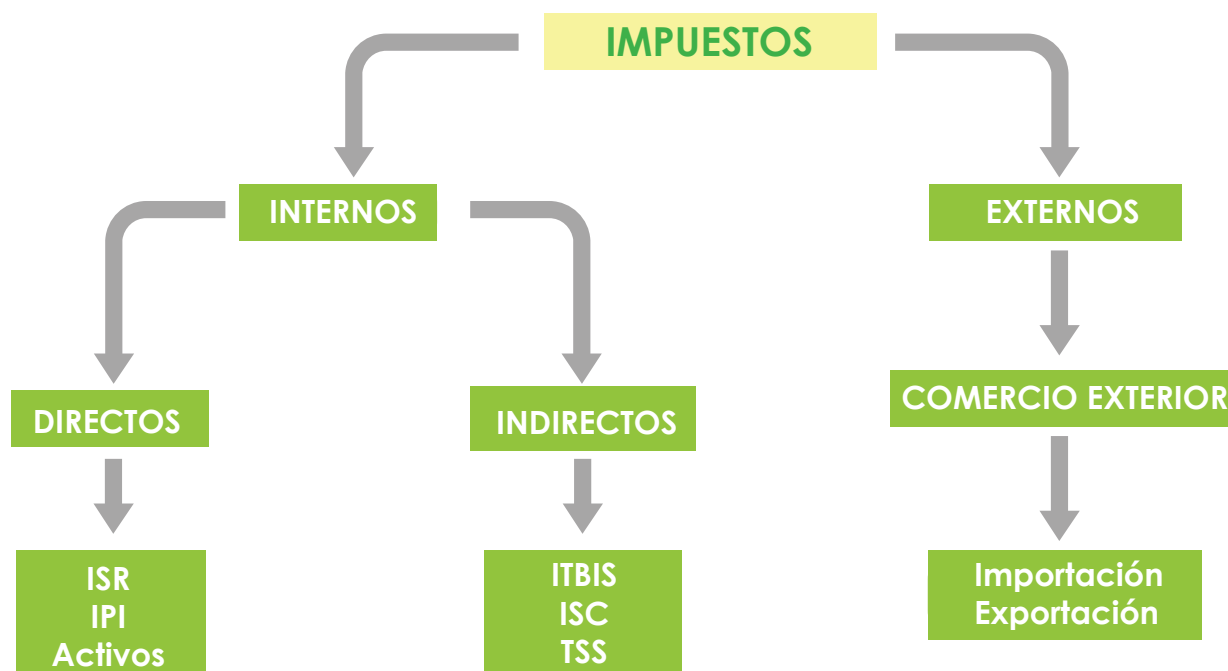 IMPUESTOS
INTERNOS
EXTERNOS
DIRECTOS
INDIRECTOS
COMERCIO EXTERIOR
ISR
IPI
Activos
ITBIS
ISC
TSS
Importación
Exportación